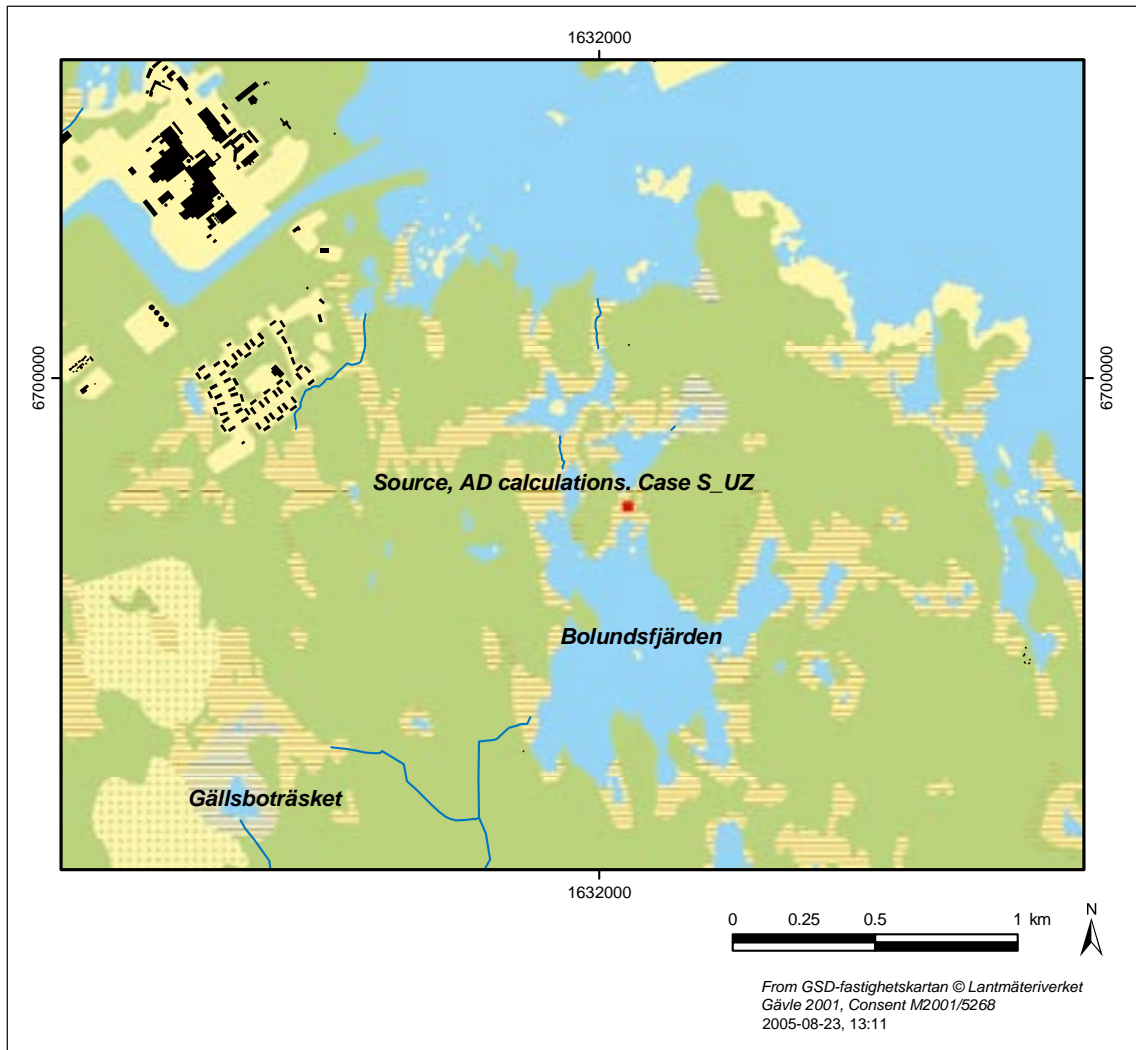 1632000
6700000
6700000
Source, AD calculations. Case S_UZ
Bolundsfjärden
Gällsboträsket
1632000
0 0.25 0.5 1 km
N
From GSD-fastighetskartan © Lantmäteriverket
Gävle 2001, Consent M2001/5268
2005-08-23, 13:11